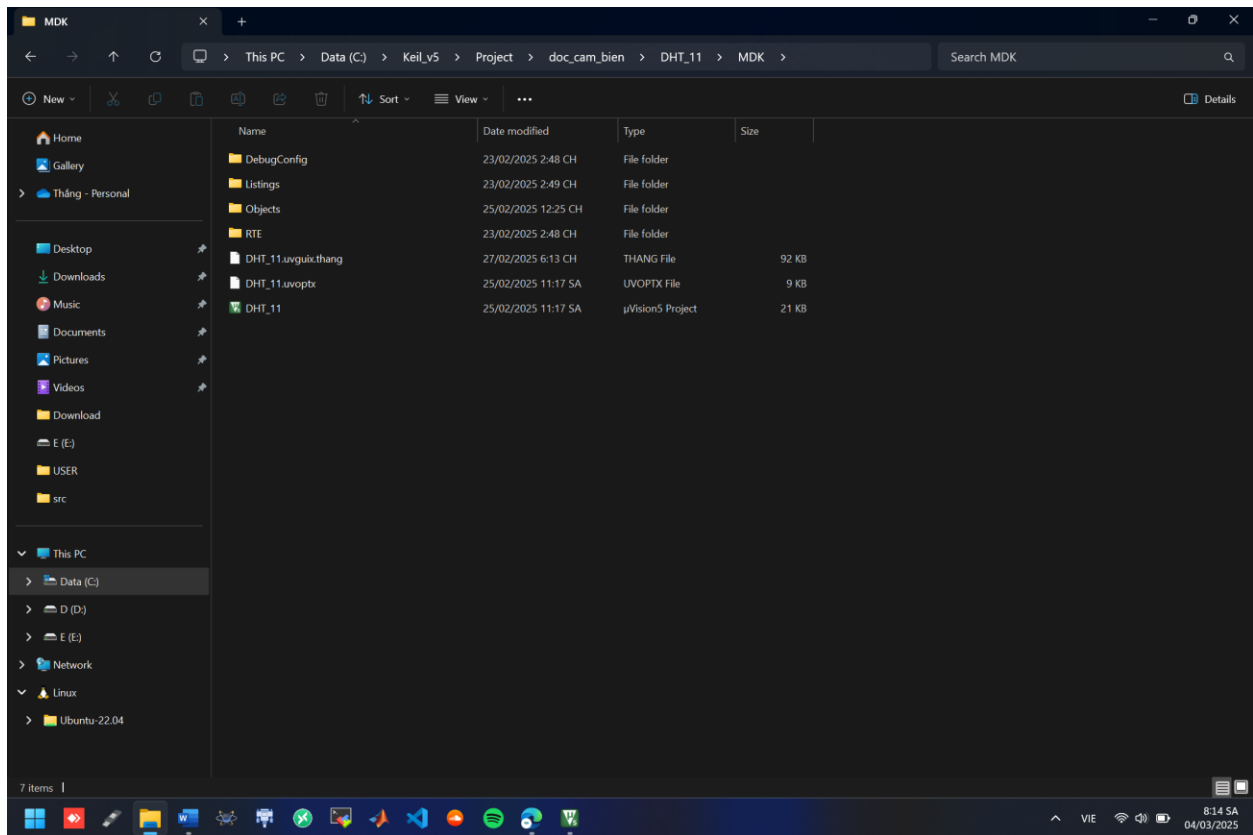 MDK
This PC > Data (C:) > Keil_v5 > Project > doc_cam_bien > DHT_11 > MDK >
Search MDK
New
Sort
View
Details
Name Date modified Type Size
DebugConfig 23/02/2025 2:48 CH File folder
Listings 23/02/2025 2:49 CH File folder
Objects 25/02/2025 12:25 CH File folder
RTE 23/02/2025 2:48 CH File folder
DHT_11.uvguix.thang 27/02/2025 6:13 CH THANG File 92 KB
DHT_11.uvoptx 25/02/2025 11:17 SA UVOPTX File 9 KB
DHT_11 25/02/2025 11:17 SA µVision5 Project 21 KB
Home
Gallery
Thắng - Personal
Desktop
Downloads
Music
Documents
Pictures
Videos
Download
E (E:)
USER
src
This PC
Data (C:)
D (D:)
E (E:)
Network
Linux
Ubuntu-22.04
7 items
VIE
8:14 SA
04/03/2025